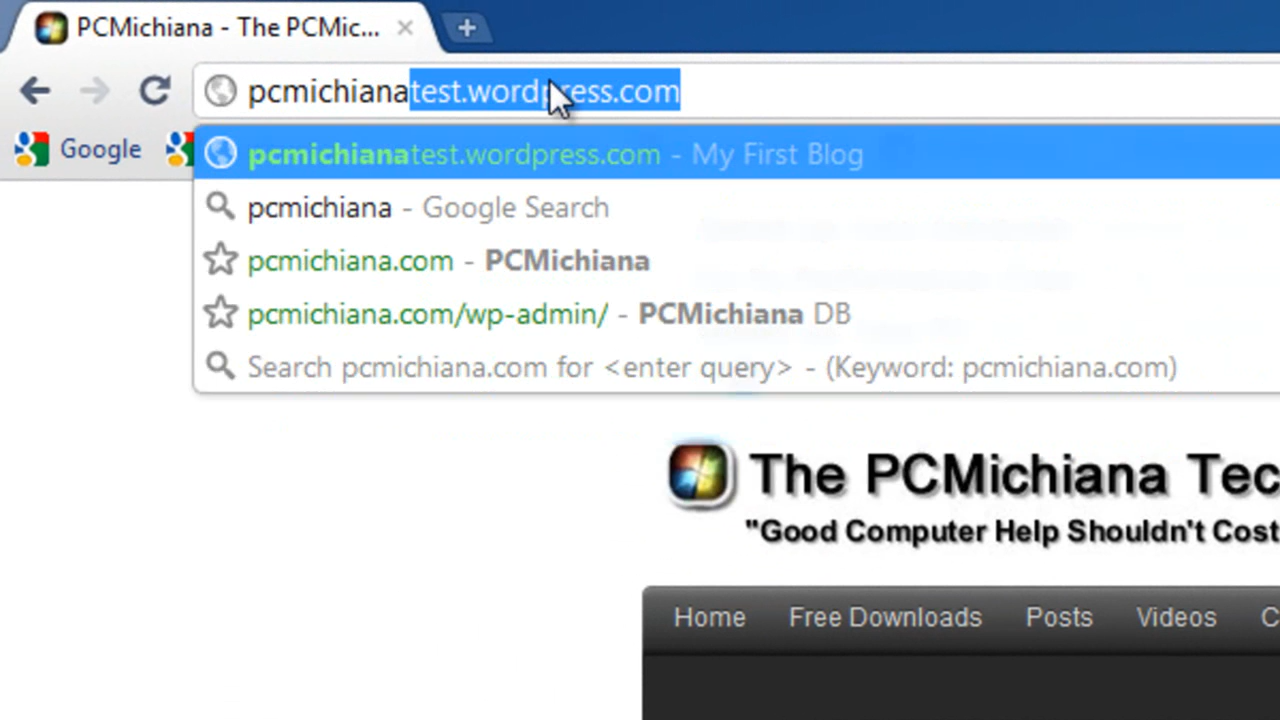 PCMichiana - The PCMic...
pcmichianatest.wordpress.com
Google
pcmichianatest.wordpress.com - My First Blog
pcmichiana - Google Search
pcmichiana.com - PCMichiana
pcmichiana.com/wp-admin/ - PCMichiana DB
Search pcmichiana.com for <enter query> - (Keyword: pcmichiana.com)
The PCMichiana Tec
"Good Computer Help Shouldn't Cost
Home Free Downloads Posts Videos C